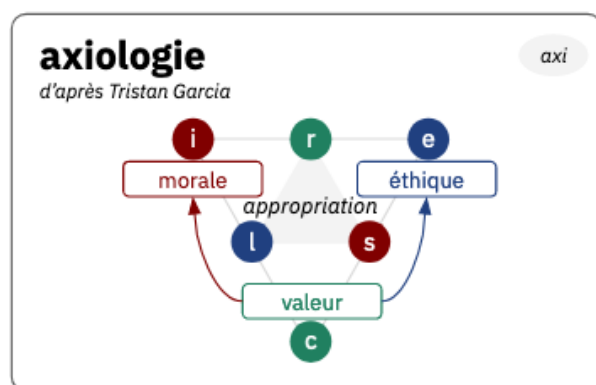 axiologie
axi
d'après Tristan Garcia
i r e
morale éthique
appropriation
l s
valeur
c